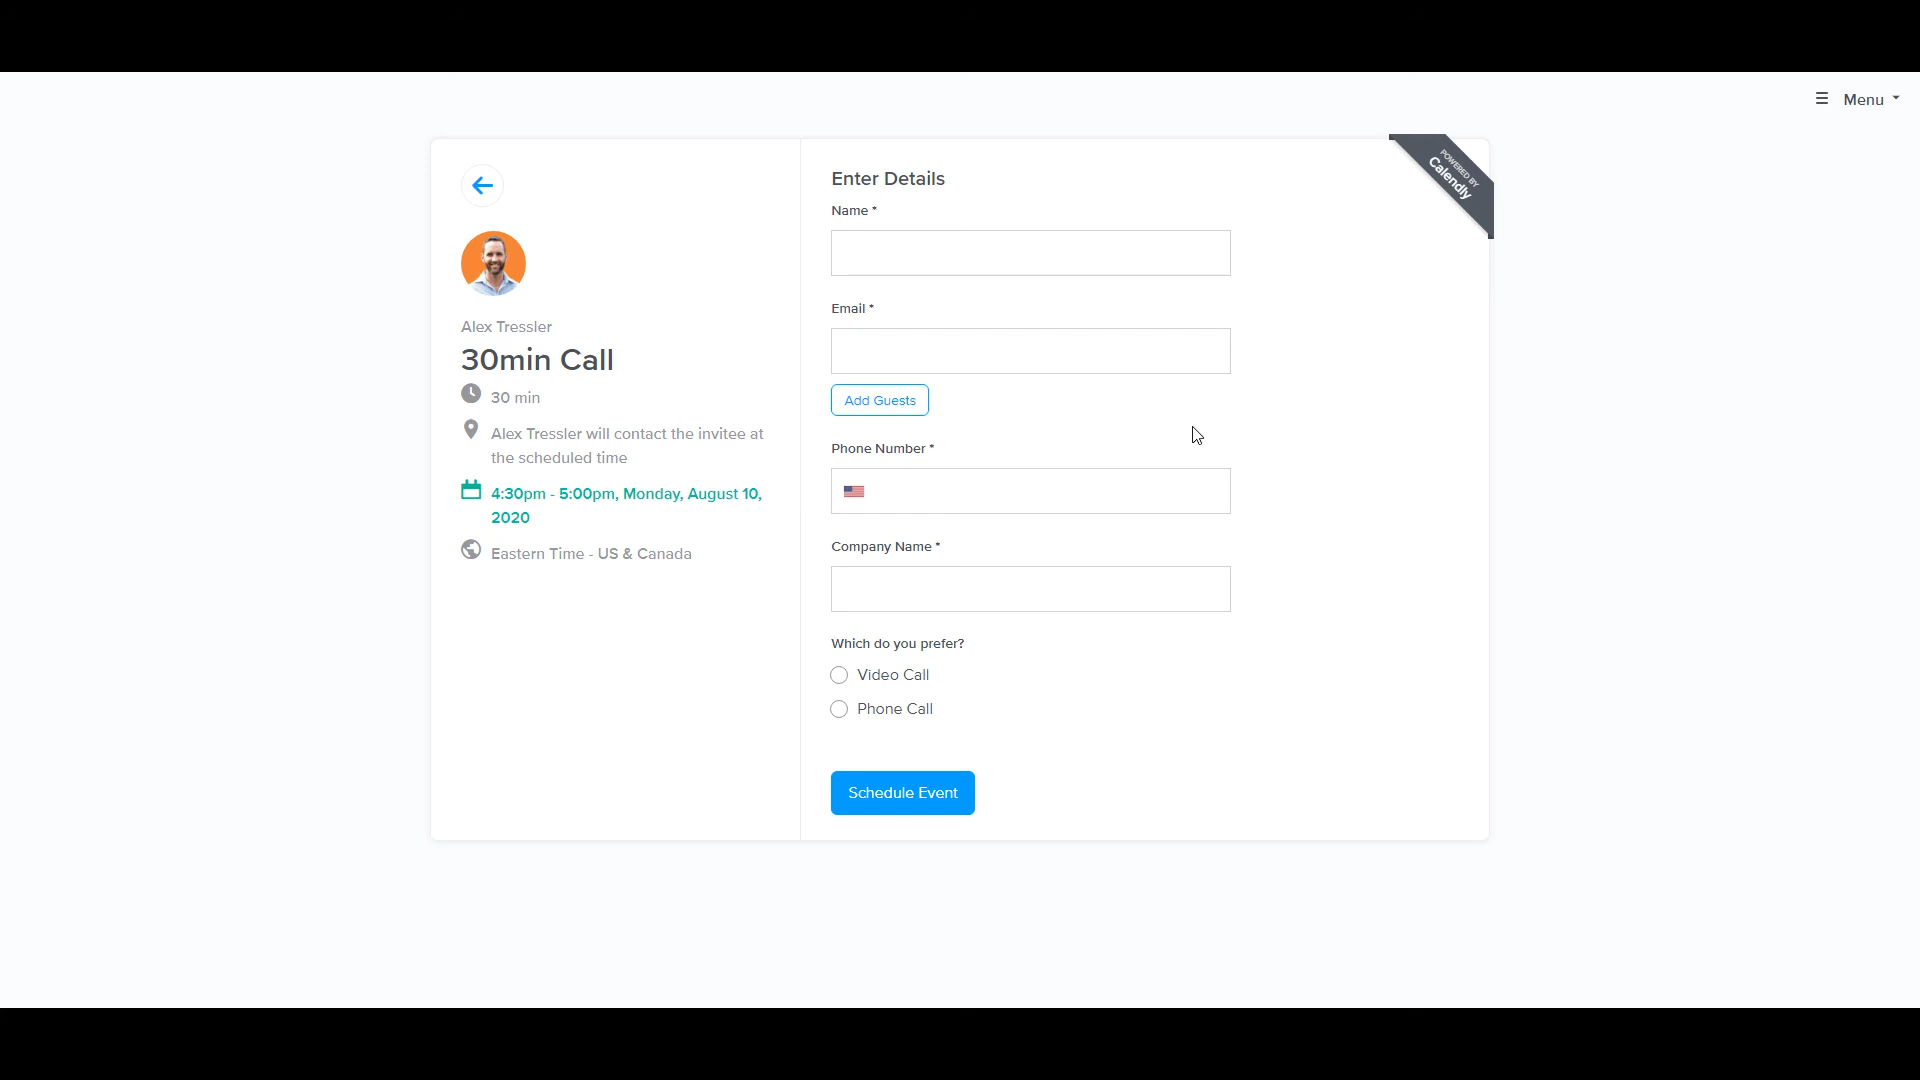 Menu
POWERED BY
Calendly
Alex Tressler
30min Call
30 min
Alex Tressler will contact the invitee at
the scheduled time
4:30pm - 5:00pm, Monday, August 10,
2020
Eastern Time - US & Canada
Enter Details
Name *
Email *
Add Guests
Phone Number *
Company Name *
Which do you prefer?
Video Call
Phone Call
Schedule Event